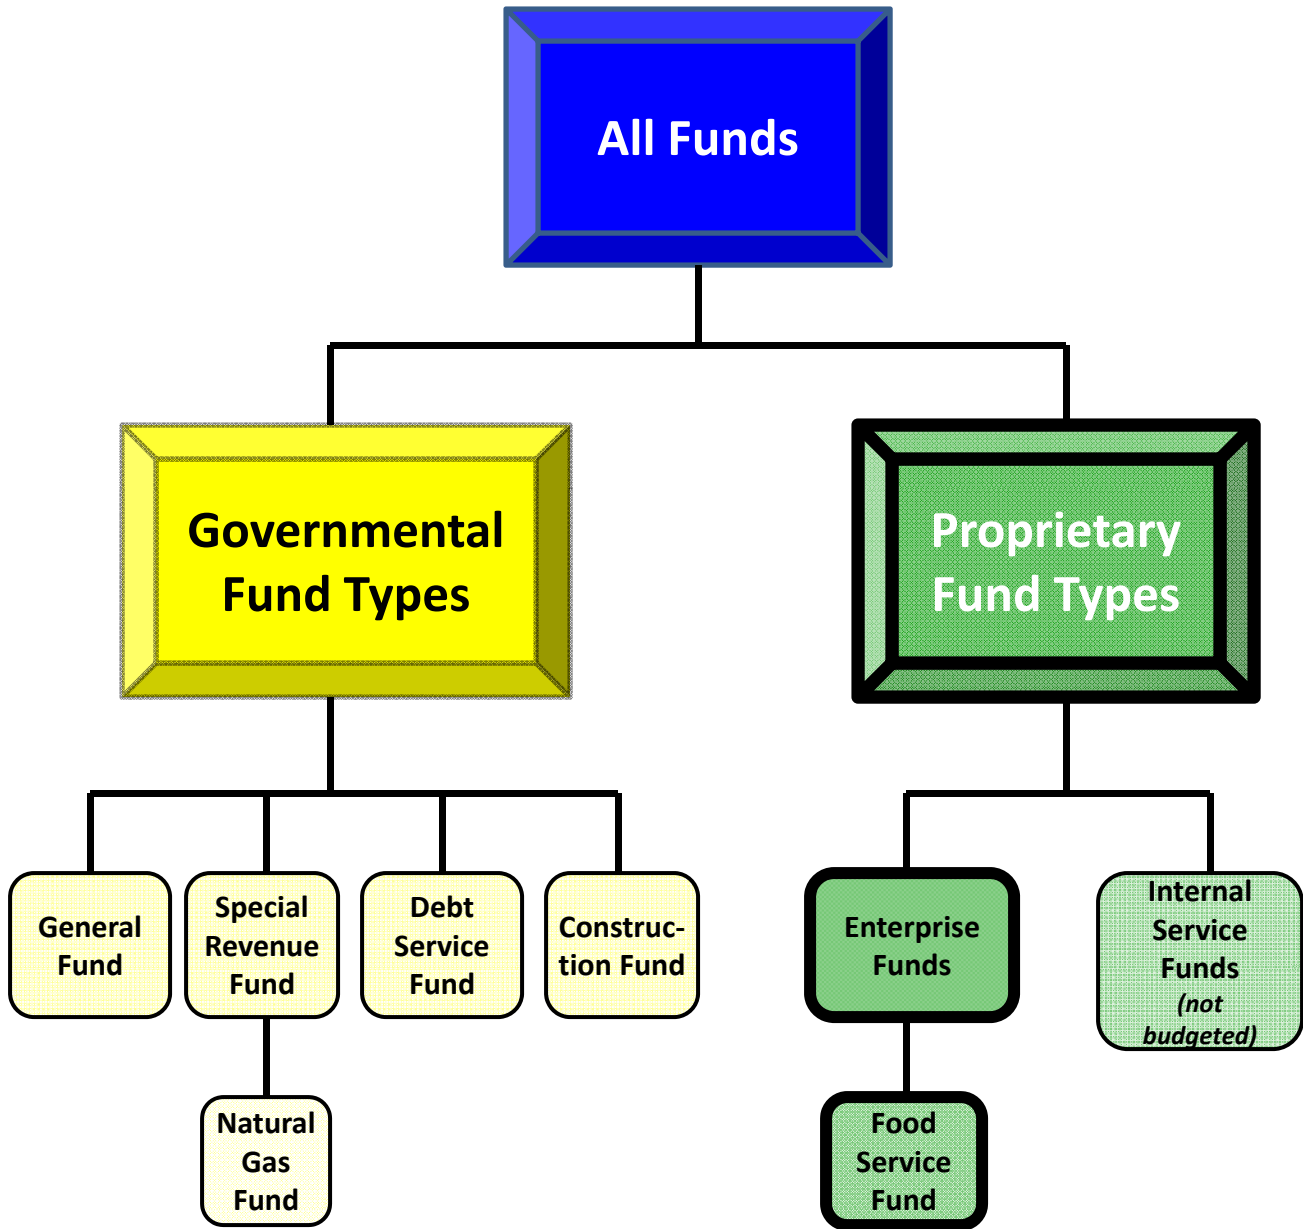 All Funds
Governmental
Fund Types
Proprietary
Fund Types
General
Fund
Special
Revenue
Fund
Debt
Service
Fund
Construc-
tion Fund
Enterprise
Funds
Internal
Service
Funds
(not
budgeted)
Natural
Gas
Fund
Food
Service
Fund